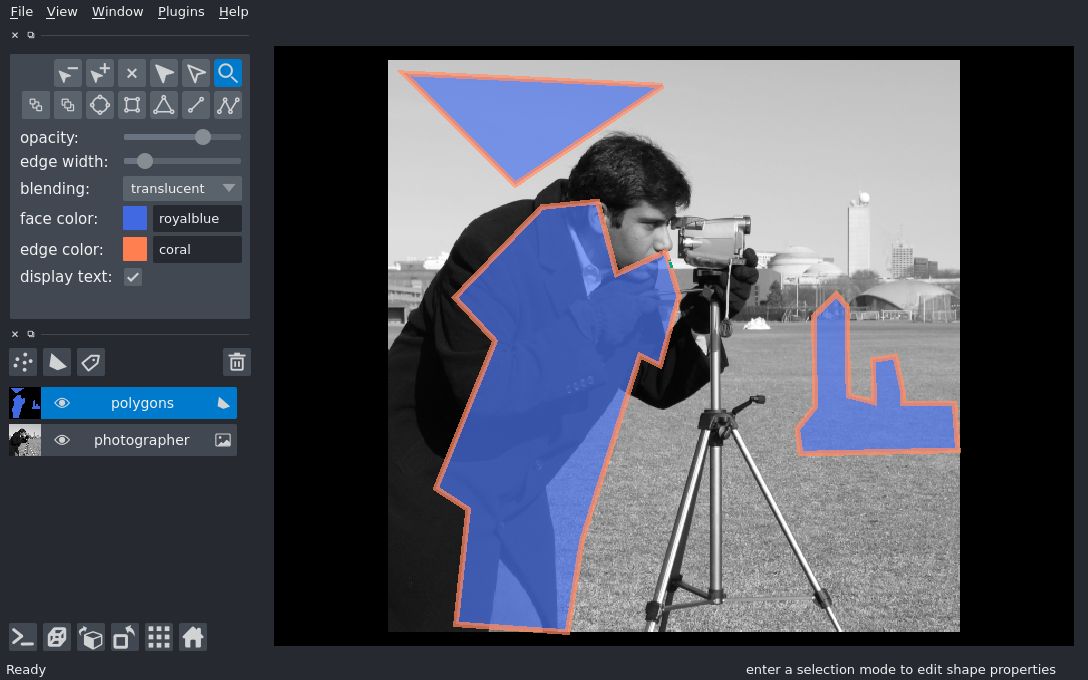 File View Window Plugins Help
opacity:
edge width:
blending: translucent
face color: royalblue
edge color: coral
display text:
polygons
photographer
Ready
enter a selection mode to edit shape properties